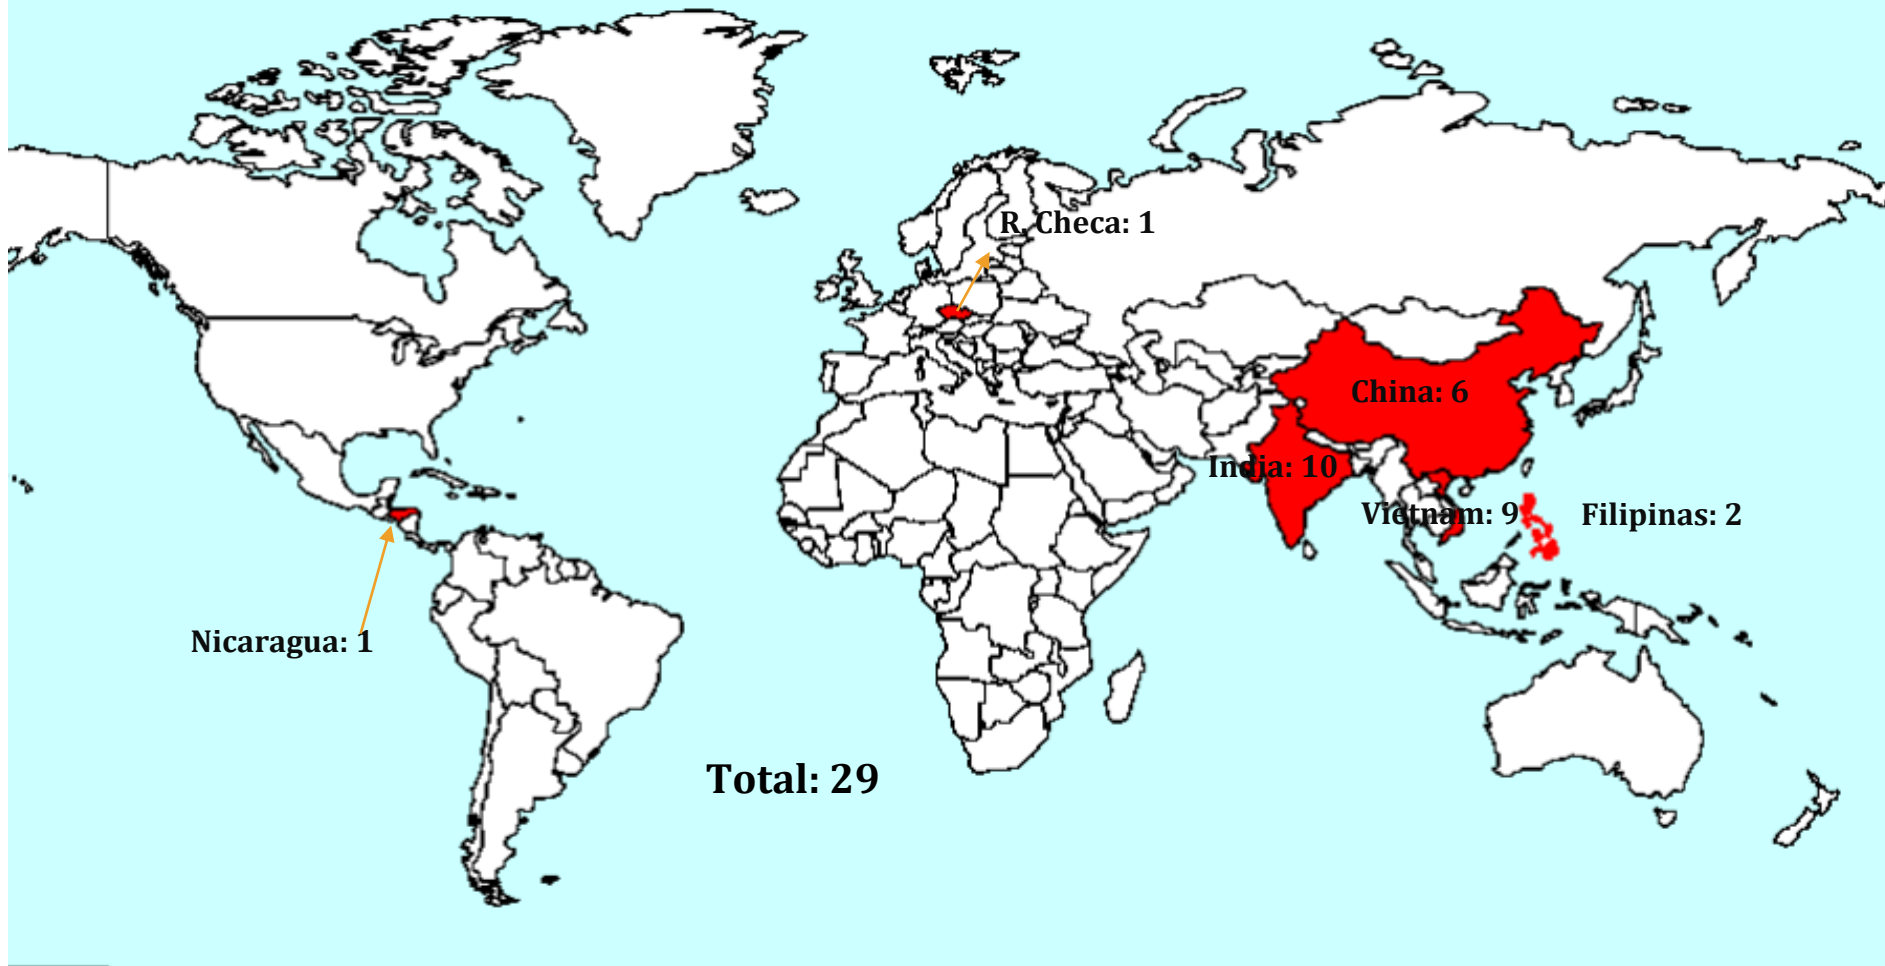 R. Checa: 1
China: 6
India: 10
Vietnam: 9
Filipinas: 2
Nicaragua: 1
Total: 29